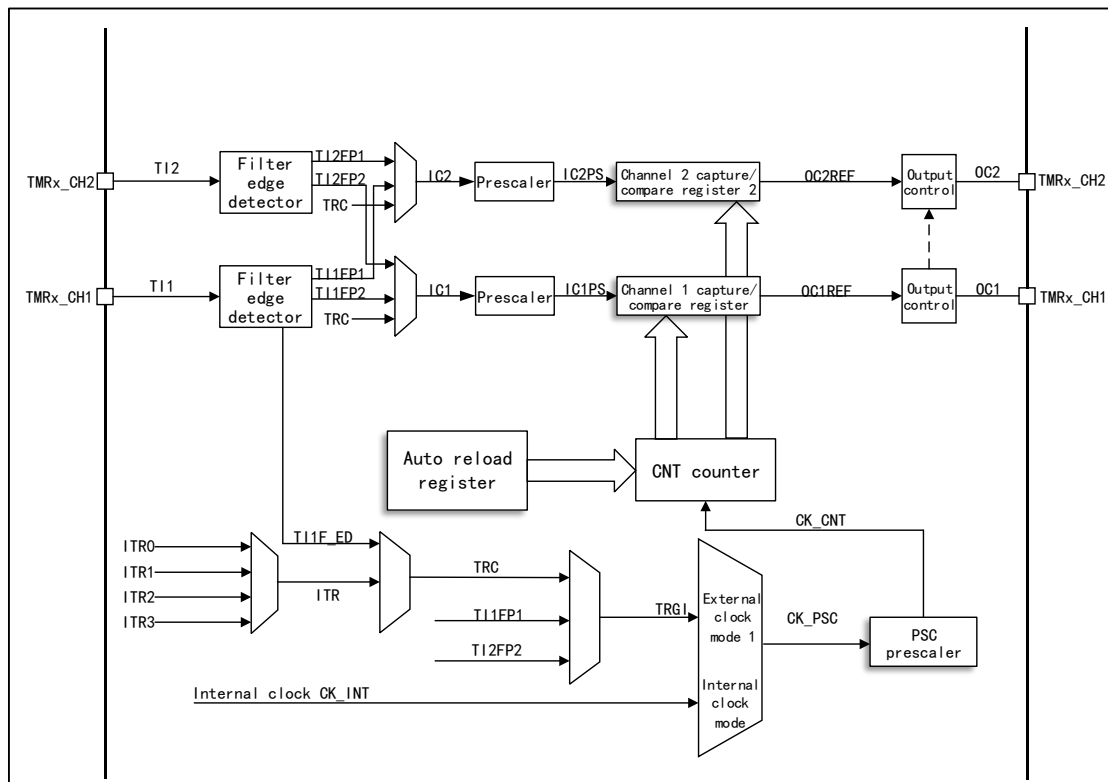 TMRx_CH2
TI2
Filter
edge
detector
TI2FP1
TI2FP2
TRC
IC2
Prescaler
IC2PS
Channel 2 capture/
compare register 2
OC2REF
Output
control
OC2
TMRx_CH2
TMRx_CH1
TI1
Filter
edge
detector
TI1FP1
TI1FP2
TRC
IC1
Prescaler
IC1PS
Channel 1 capture/
compare register
OC1REF
Output
control
OC1
TMRx_CH1
Auto reload
register
CNT counter
CK_CNT
ITR0
ITR1
ITR2
ITR3
ITR
TI1F_ED
TRC
TI1FP1
TI2FP2
TRGI
External
clock
mode 1
Internal
clock
mode
CK_PSC
PSC
prescaler
Internal clock CK_INT